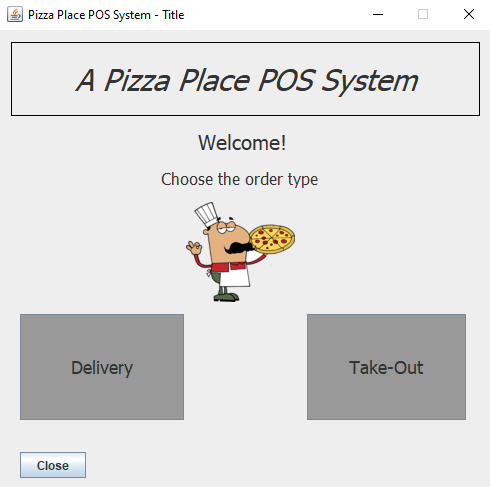 Pizza Place POS System - Title
A Pizza Place POS System
Welcome!
Choose the order type
Delivery
Take-Out
Close